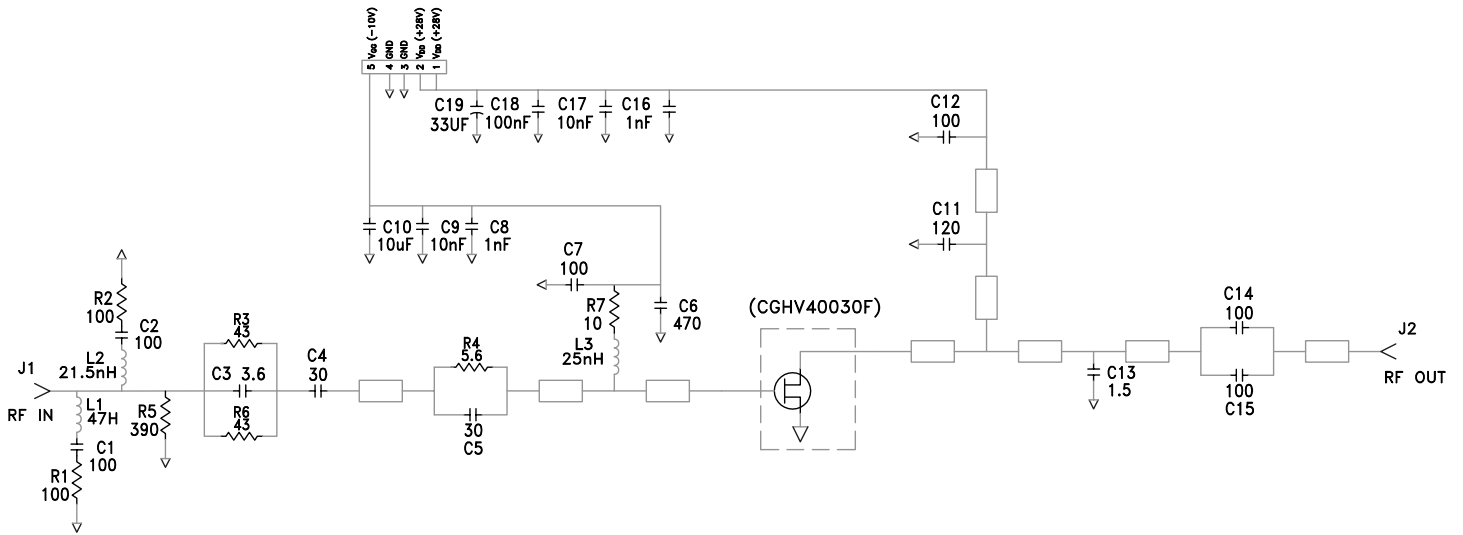 5 VGG (-10V)
4 GND
3 GND
2 VDD (+28V)
1 VDD (+28V)
C19
33UF
C18
100nF
C17
10nF
C16
1nF
C12
100
C11
120
C10
10uF
C9
10nF
C8
1nF
C7
100
R7
10
C6
470
L3
25nH
(CGHV40030F)
R2
100
C2
100
L2
21.5nH
J1
RF IN
L1
47H
C1
100
R1
100
R5
390
R3
43
C3 3.6
R6
43
C4
30
R4
5.6
30
C5
C13
1.5
C14
100
100
C15
J2
RF OUT